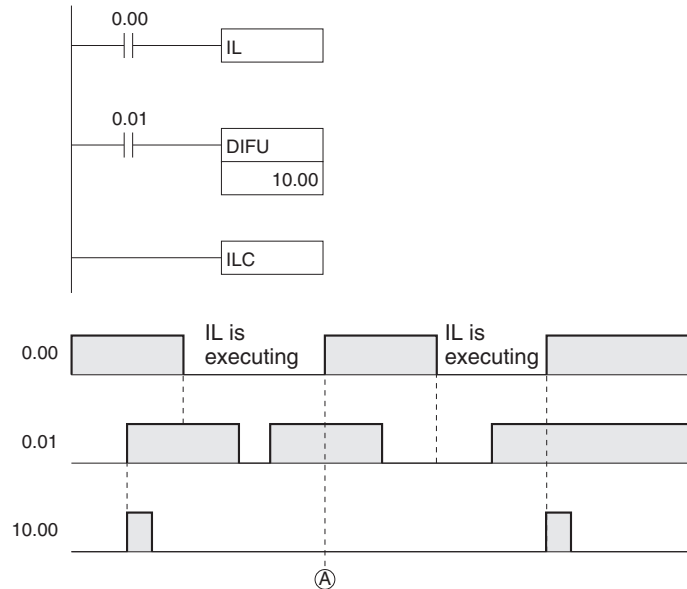 0.00
IL
0.01
DIFU
10.00
ILC
IL is
executing
IL is
executing
0.00
0.01
10.00
A